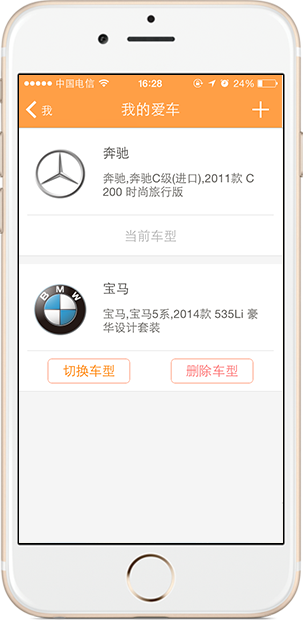 中国电信 16:28 24%
我 我的爱车
奔驰
奔驰,奔驰C级(进口),2011款 C
200 时尚旅行版
当前车型
BMW
宝马
宝马,宝马5系,2014款 535Li 豪
华设计套装
切换车型 删除车型